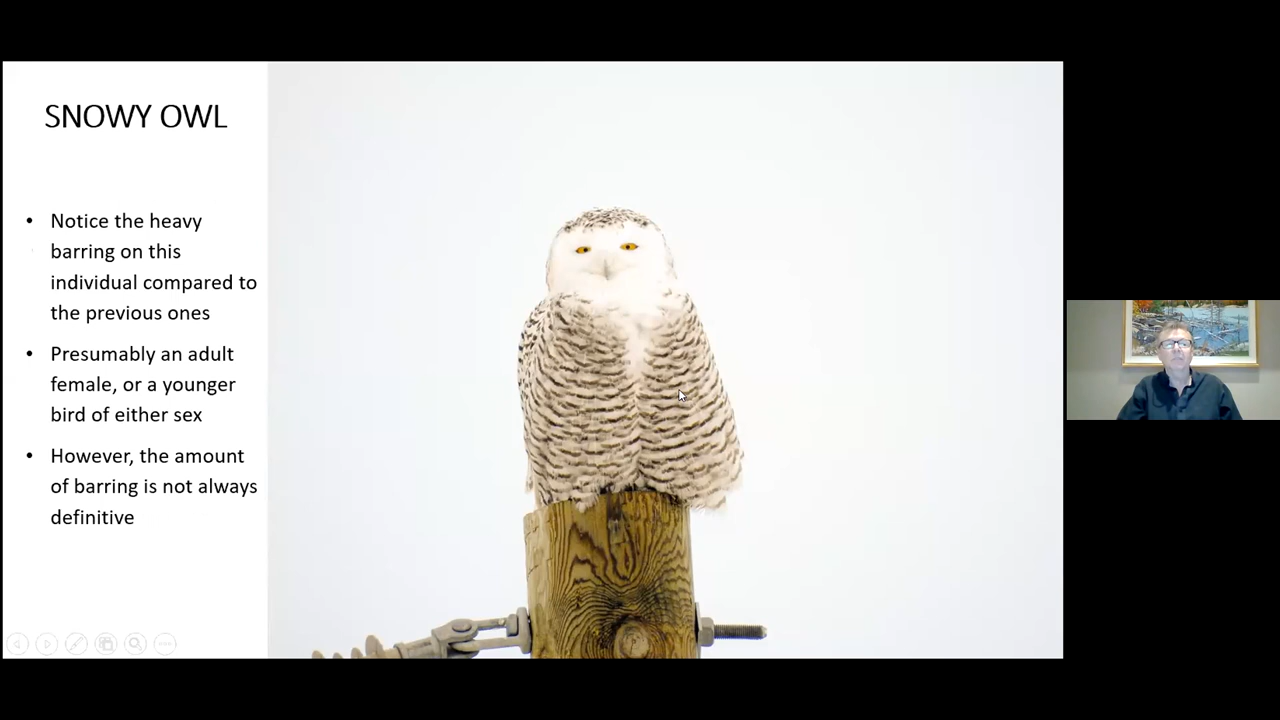 SNOWY OWL
• Notice the heavy
barring on this
individual compared to
the previous ones
• Presumably an adult
female, or a younger
bird of either sex
• However, the amount
of barring is not always
definitive